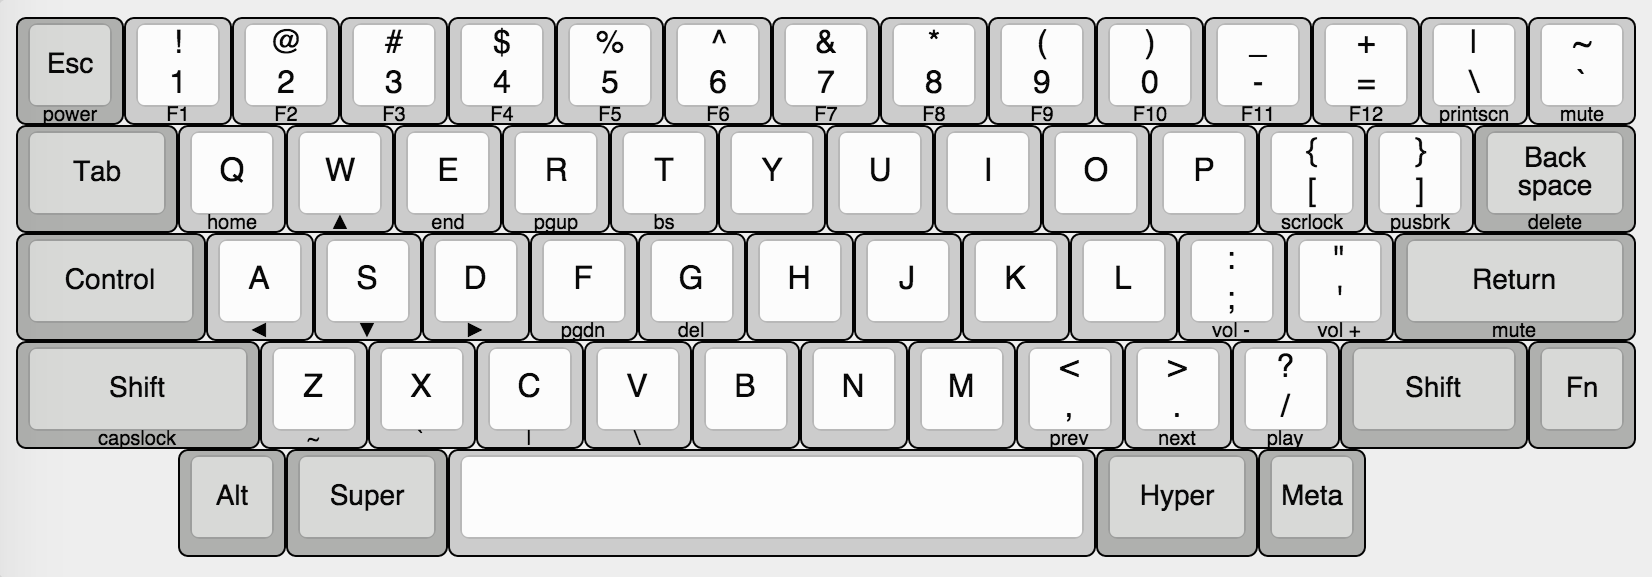 Esc ! @ # $ % ^ & * ( ) _ + | ~
1 2 3 4 5 6 7 8 9 0 - = \ `
power F1 F2 F3 F4 F5 F6 F7 F8 F9 F10 F11 F12 printscn mute
Tab Q W E R T Y U I O P { } Back
[ ] space
home ▲ end pgup bs scrlock pusbrk delete
Control A S D F G H J K L : " Return
; '
◀ ▼ ▶ pgdn del vol - vol + mute
Shift Z X C V B N M < > ? Shift Fn
, . /
capslock ~ ` | \ prev next play
Alt Super Hyper Meta